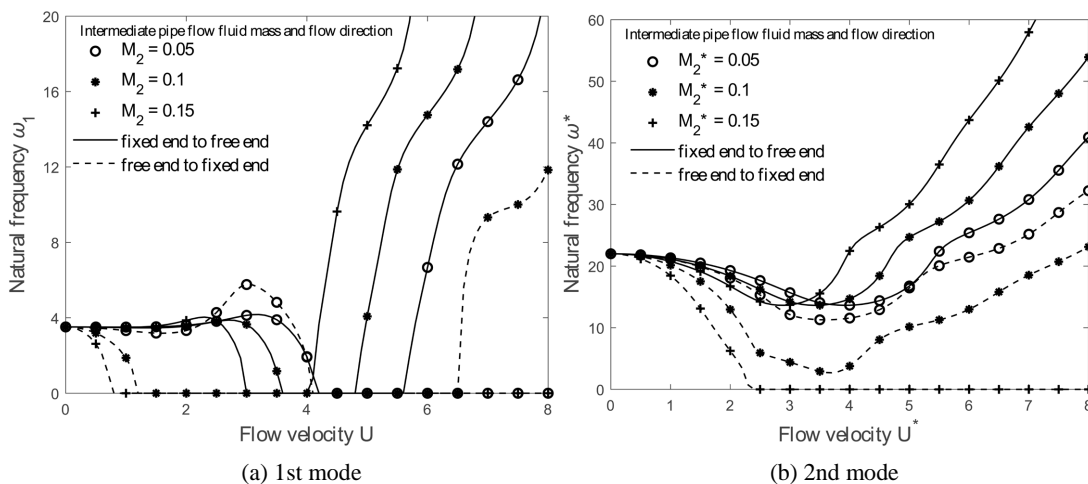 Intermediate pipe flow fluid mass and flow direction
M2 = 0.05
M2 = 0.1
M2 = 0.15
fixed end to free end
free end to fixed end
Natural frequency ω1
20
16
12
8
4
0
0 2 4 6 8
Flow velocity U
(a) 1st mode
Intermediate pipe flow fluid mass and flow direction
M2* = 0.05
M2* = 0.1
M2* = 0.15
fixed end to free end
free end to fixed end
Natural frequency ω*
60
50
40
30
20
10
0
0 1 2 3 4 5 6 7 8
Flow velocity U*
(b) 2nd mode